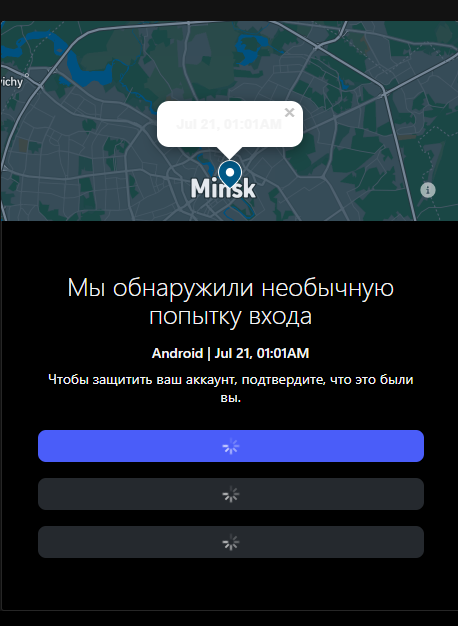 vichy
Jul 21, 01:01AM
Minsk
Мы обнаружили необычную
попытку входа
Android | Jul 21, 01:01AM
Чтобы защитить ваш аккаунт, подтвердите, что это были
вы.